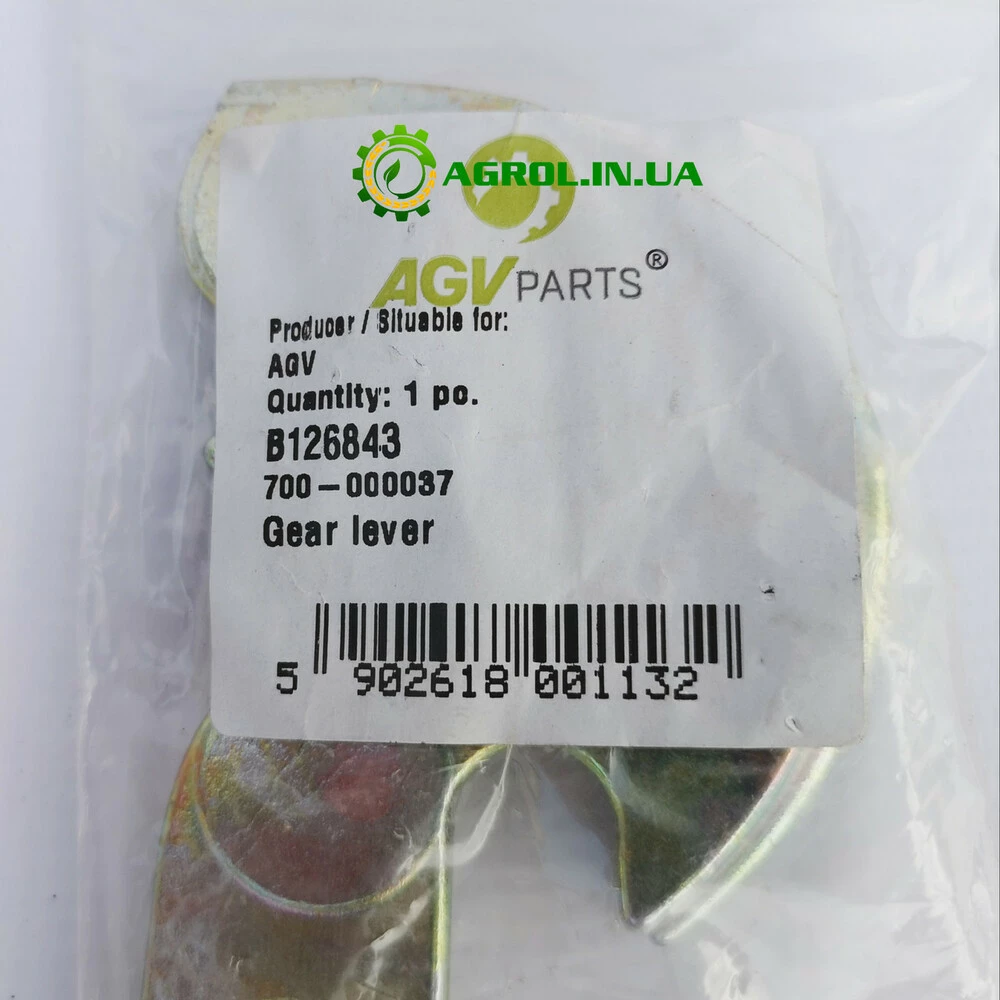 AGROL.IN.UA
AGV PARTS®
Producer / Situable for:
AGV
Quantity: 1 pc.
B126843
700-000037
Gear lever
5 902618 001132